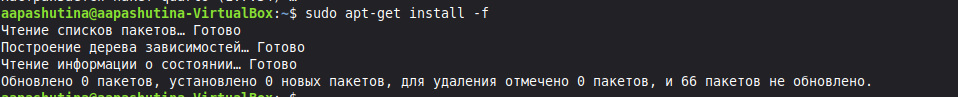 aapashutina@aapashutina-VirtualBox:~$ sudo apt-get install -f
Чтение списков пакетов… Готово
Построение дерева зависимостей… Готово
Чтение информации о состоянии… Готово
Обновлено 0 пакетов, установлено 0 новых пакетов, для удаления отмечено 0 пакетов, и 66 пакетов не обновлено.
aapashutina@aapashutina-VirtualBox:~$